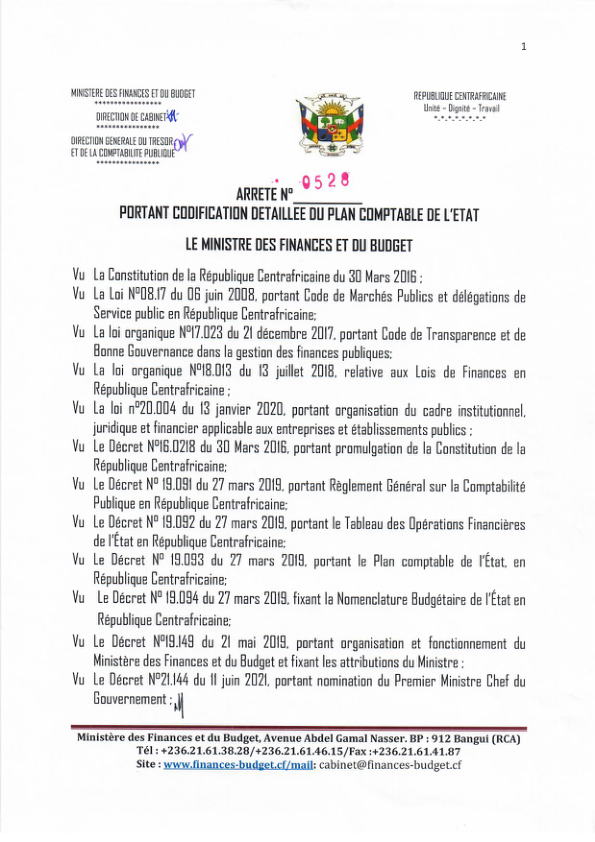 1
MINISTERE DES FINANCES ET DU BUDGET
****************
DIRECTION DE CABINET
****************
DIRECTION GENERALE DU TRESOR
ET DE LA COMPTABILITE PUBLIQUE
****************
REPUBLIQUE CENTRAFRICAINE
Unité – Dignité – Travail
*-*-*-*-*-*-*-*
ARRETE N° 0528
PORTANT CODIFICATION DETAILLEE DU PLAN COMPTABLE DE L'ETAT
LE MINISTRE DES FINANCES ET DU BUDGET
Vu La Constitution de la République Centrafricaine du 30 Mars 2016 ;
Vu La Loi N°08.17 du 06 juin 2008, portant Code de Marchés Publics et délégations de
Service public en République Centrafricaine;
Vu La loi organique N°17.023 du 21 décembre 2017, portant Code de Transparence et de
Bonne Gouvernance dans la gestion des finances publiques;
Vu La loi organique N°18.013 du 13 juillet 2018, relative aux Lois de Finances en
République Centrafricaine ;
Vu La loi n°20.004 du 13 janvier 2020, portant organisation du cadre institutionnel,
juridique et financier applicable aux entreprises et établissements publics ;
Vu Le Décret N°16.0218 du 30 Mars 2016, portant promulgation de la Constitution de la
République Centrafricaine;
Vu Le Décret N° 19.091 du 27 mars 2019, portant Règlement Général sur la Comptabilité
Publique en République Centrafricaine;
Vu Le Décret N° 19.092 du 27 mars 2019, portant le Tableau des Opérations Financières
de l'État en République Centrafricaine;
Vu Le Décret N° 19.093 du 27 mars 2019, portant le Plan comptable de l'État, en
République Centrafricaine;
Vu Le Décret N° 19.094 du 27 mars 2019, fixant la Nomenclature Budgétaire de l'État en
République Centrafricaine;
Vu Le Décret N°19.149 du 21 mai 2019, portant organisation et fonctionnement du
Ministère des Finances et du Budget et fixant les attributions du Ministre ;
Vu Le Décret N°21.144 du 11 juin 2021, portant nomination du Premier Ministre Chef du
Gouvernement ;
Ministère des Finances et du Budget, Avenue Abdel Gamal Nasser. BP : 912 Bangui (RCA)
Tél : +236.21.61.38.28/+236.21.61.46.15/Fax :+236.21.61.41.87
Site : www.finances-budget.cf/mail: cabinet@finances-budget.cf